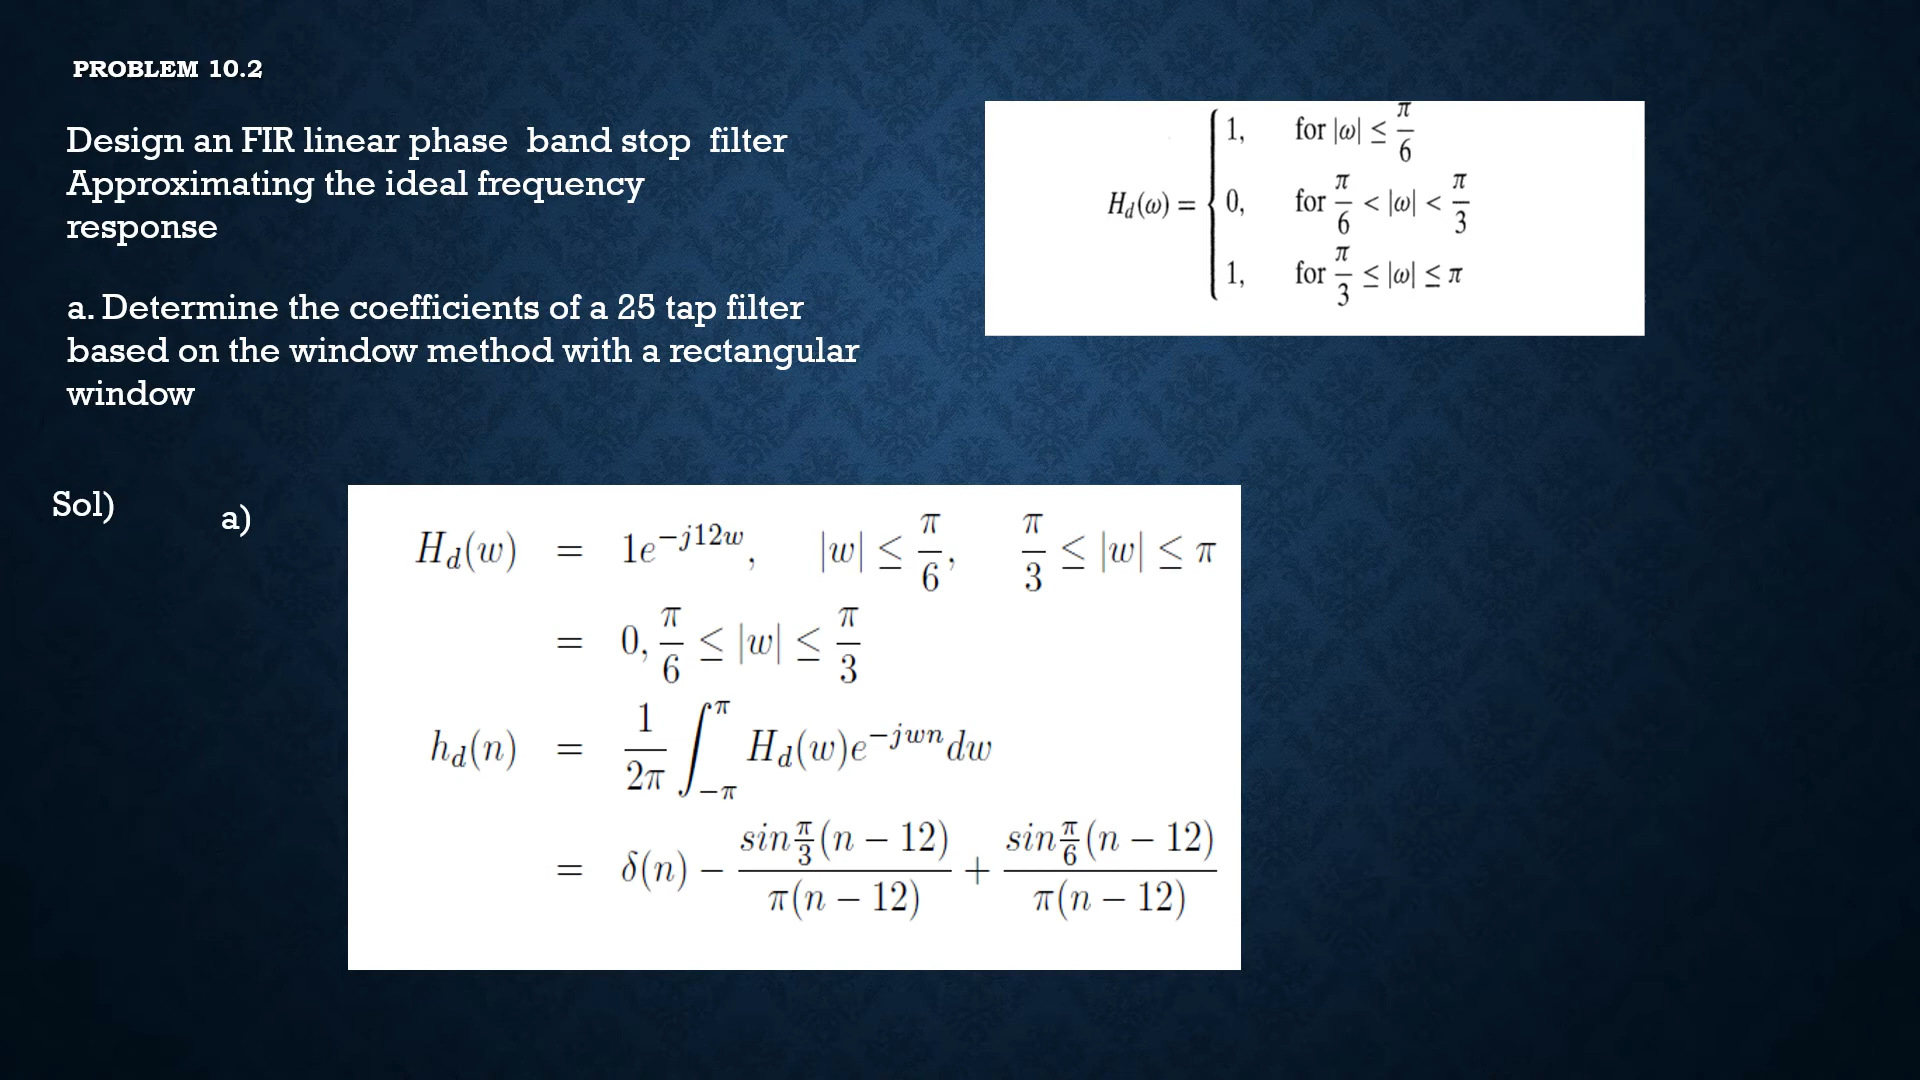 PROBLEM 10.2
Design an FIR linear phase band stop filter
Approximating the ideal frequency
response
H_d(ω) = { 1, for |ω| ≤ π/6
0, for π/6 < |ω| < π/3
1, for π/3 ≤ |ω| ≤ π
a. Determine the coefficients of a 25 tap filter
based on the window method with a rectangular
window
Sol)
a)
H_d(w) = 1e^{-j12w}, |w| ≤ π/6, π/3 ≤ |w| ≤ π
= 0, π/6 ≤ |w| ≤ π/3
h_d(n) = 1/2π ∫_{-π}^{π} H_d(w)e^{-jwn}dw
= δ(n) − sin π/3 (n − 12) / π(n − 12) + sin π/6 (n − 12) / π(n − 12)